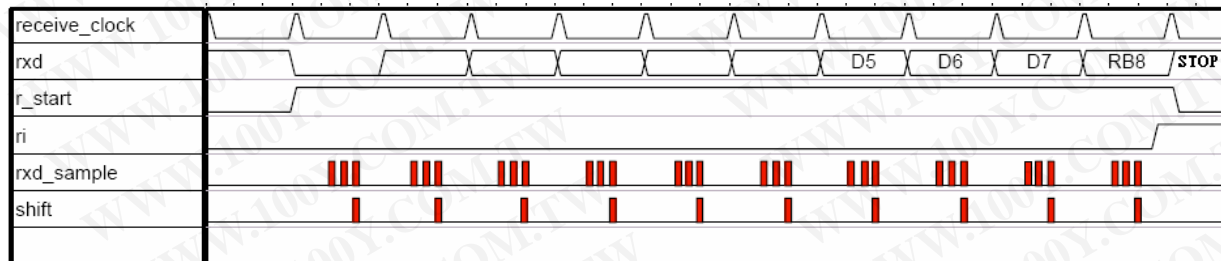 receive_clock
rxd D5 D6 D7 RB8 STOP
r_start
ri
rxd_sample
shift
WWW.100Y.COM.TW